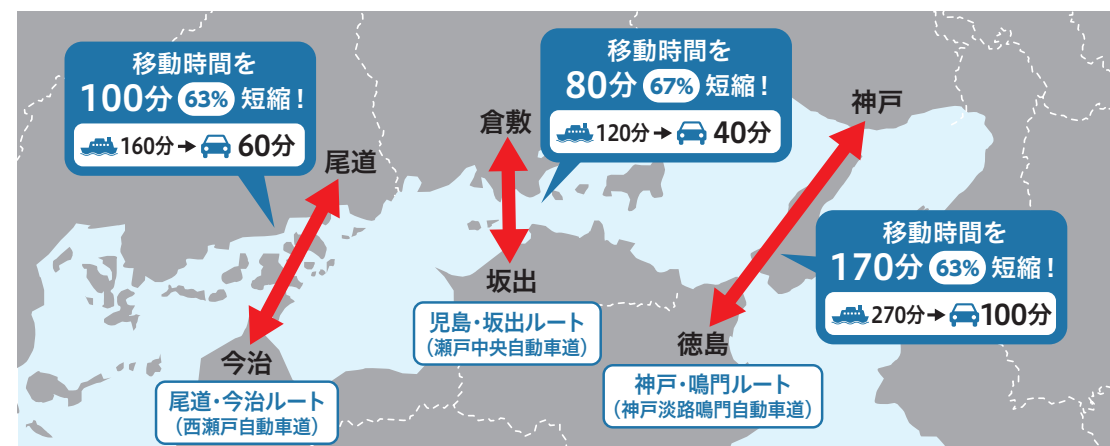 移動時間を
100分 63% 短縮!
160分→ 60分
尾道
今治
尾道・今治ルート
(西瀬戸自動車道)
移動時間を
80分 67% 短縮!
120分→ 40分
倉敷
坂出
児島・坂出ルート
(瀬戸中央自動車道)
神戸
移動時間を
170分 63% 短縮!
270分→ 100分
徳島
神戸・鳴門ルート
(神戸淡路鳴門自動車道)